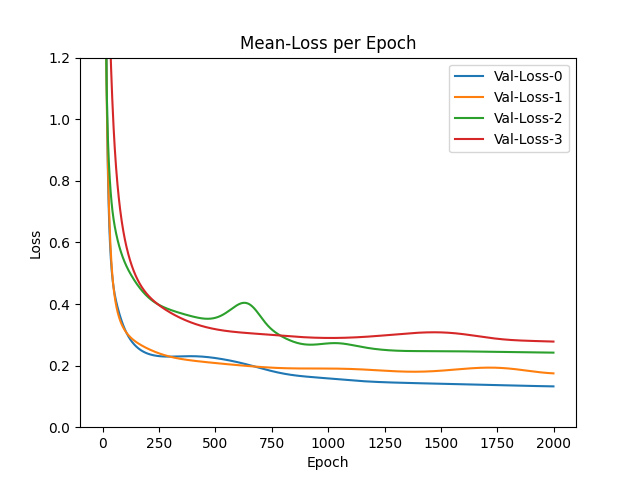 Mean-Loss per Epoch
1.2
1.0
0.8
0.6
0.4
0.2
0.0
Loss
Val-Loss-0
Val-Loss-1
Val-Loss-2
Val-Loss-3
0 250 500 750 1000 1250 1500 1750 2000
Epoch